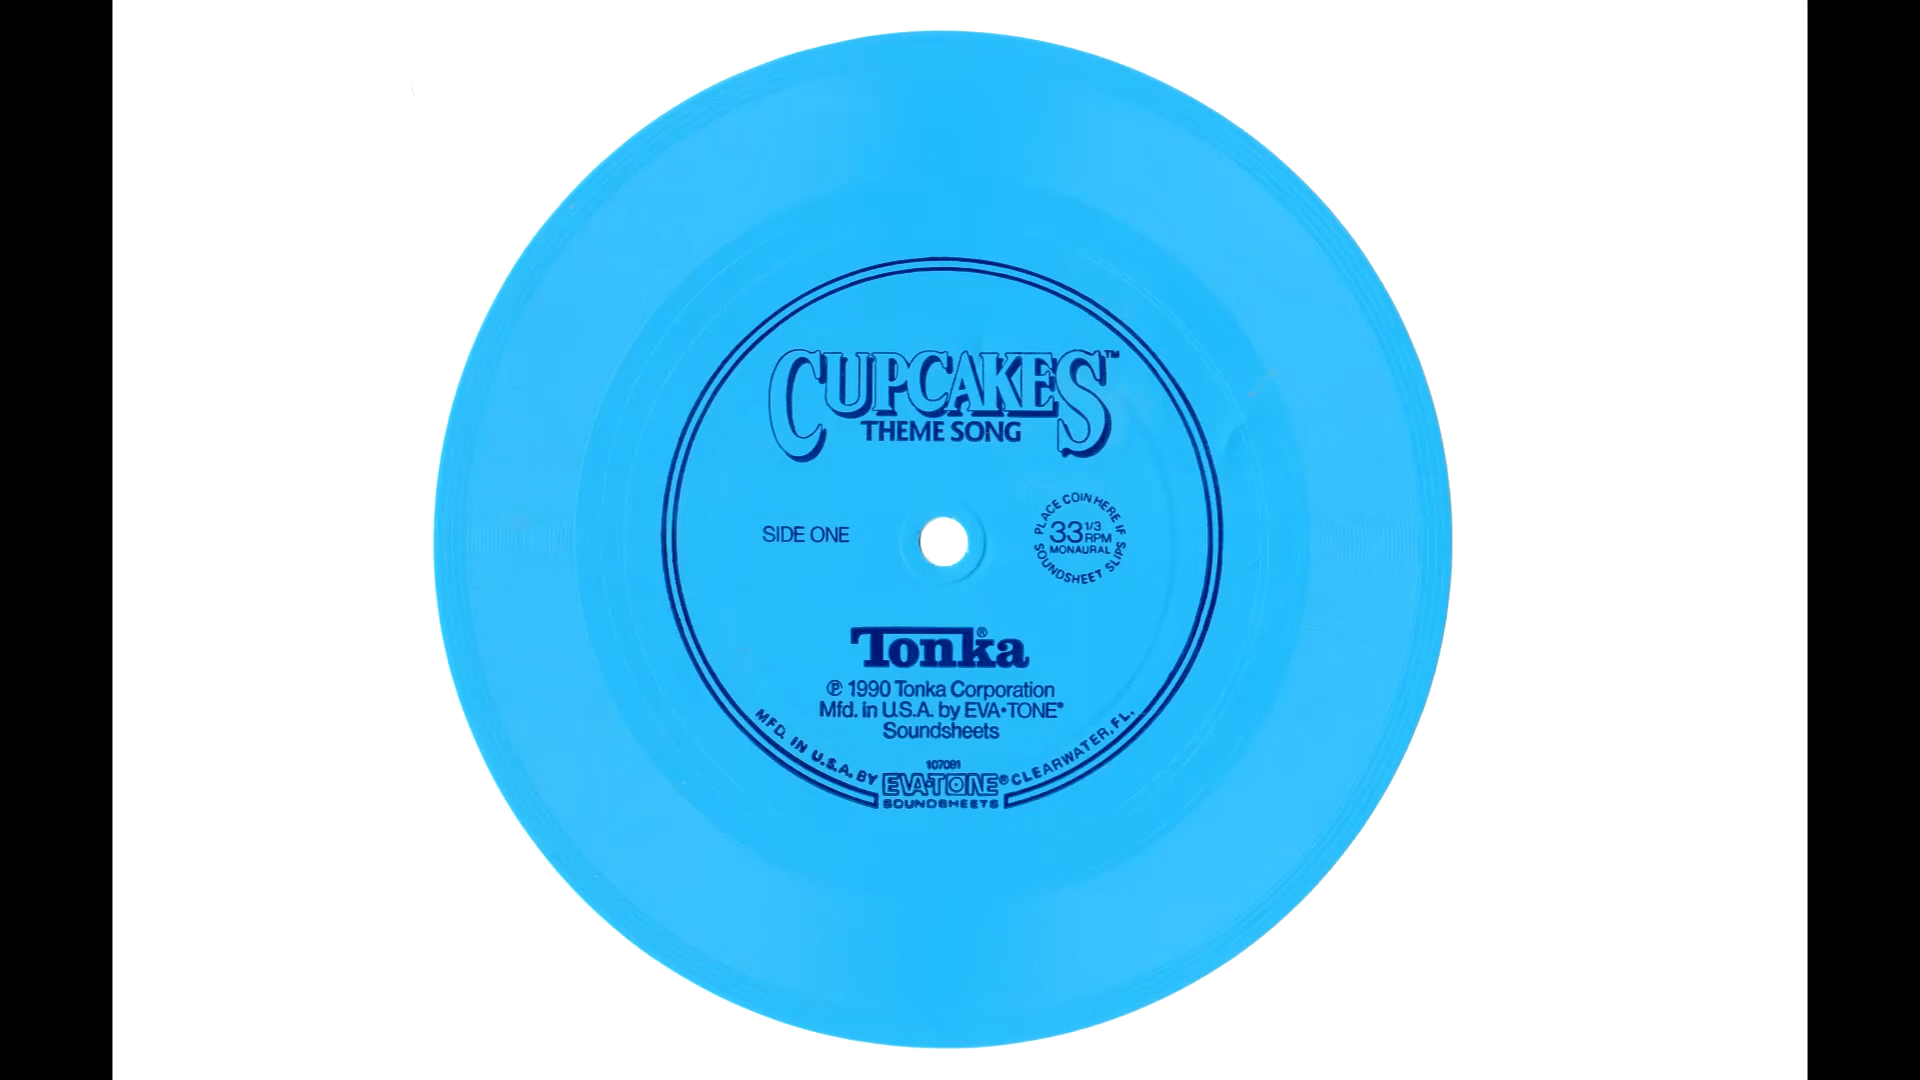 CUPCAKES™
THEME SONG
SIDE ONE
PLACE COIN HERE IF SOUNDSHEET SLIPS
33 1/3
RPM
MONAURAL
Tonka®
℗ 1990 Tonka Corporation
Mfd. in U.S.A. by EVA•TONE®
Soundsheets
107081
MFD. IN U.S.A. BY EVA•TONE® CLEARWATER, FL.
SOUNDSHEETS